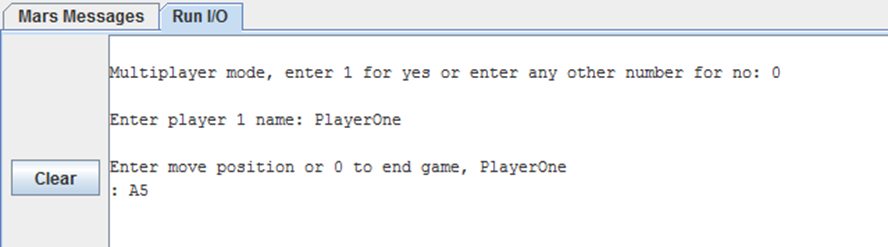 Mars Messages Run I/O
Multiplayer mode, enter 1 for yes or enter any other number for no: 0
Enter player 1 name: PlayerOne
Enter move position or 0 to end game, PlayerOne
: A5
Clear